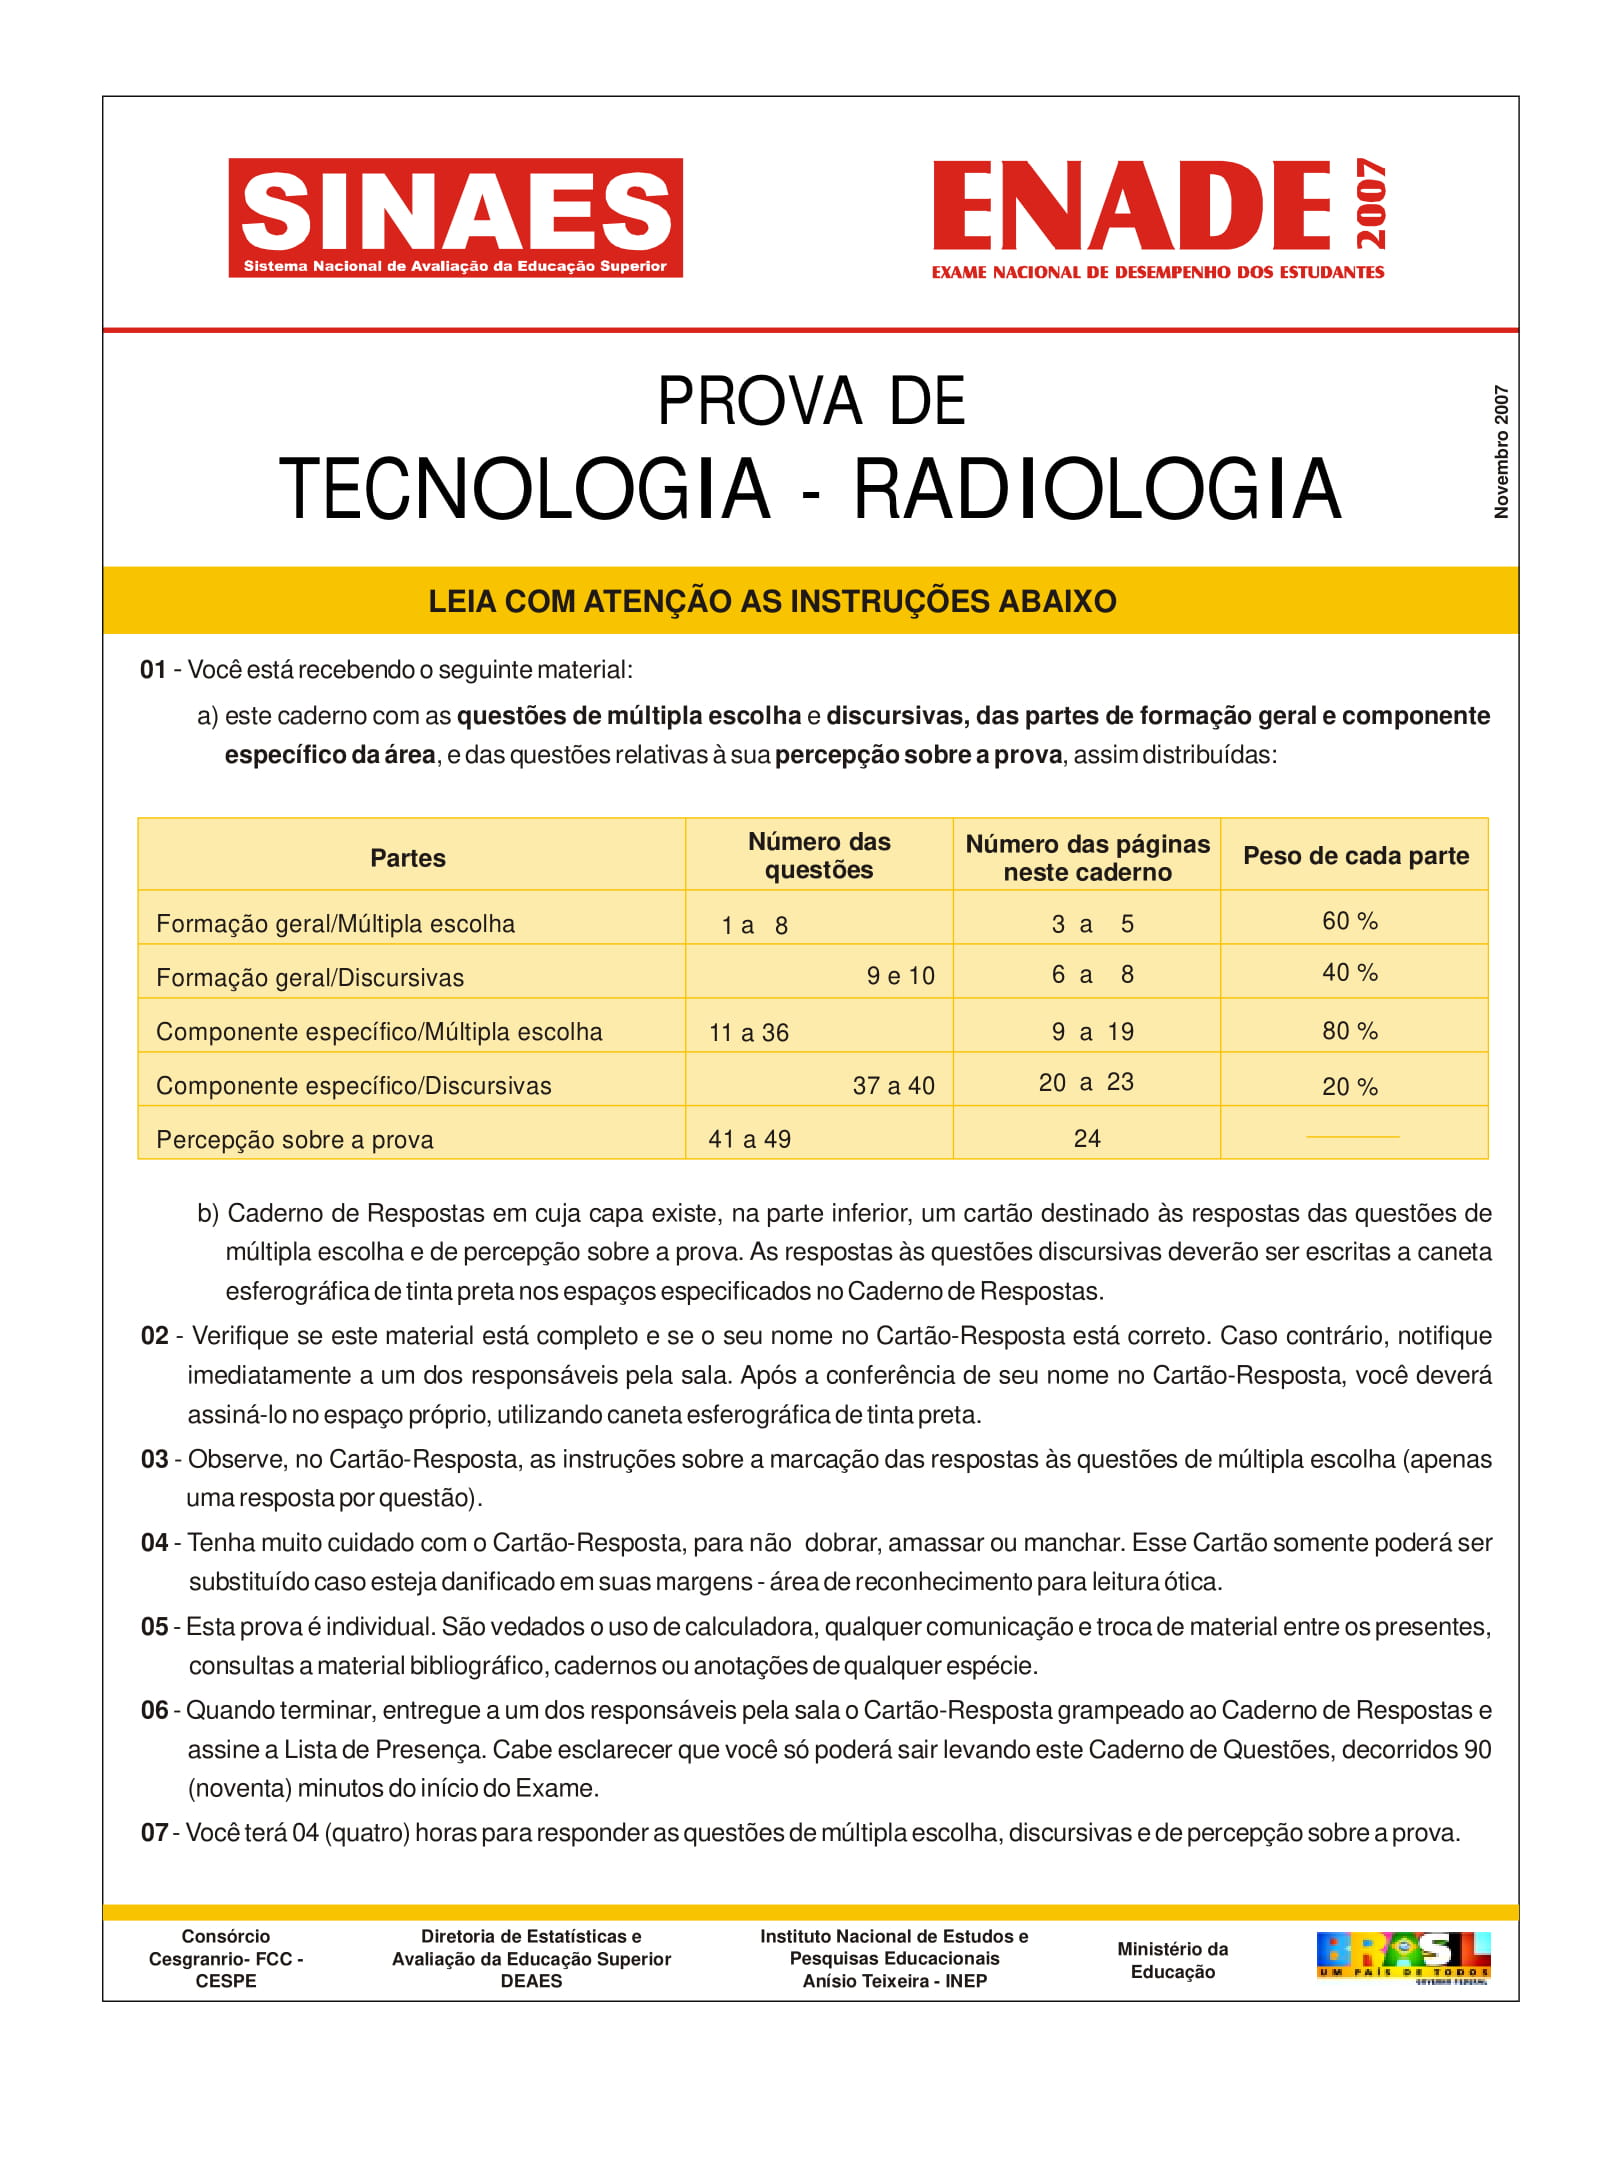 SINAES
Sistema Nacional de Avaliação da Educação Superior
ENADE 2007
EXAME NACIONAL DE DESEMPENHO DOS ESTUDANTES
Novembro 2007
PROVA DE
TECNOLOGIA - RADIOLOGIA
LEIA COM ATENÇÃO AS INSTRUÇÕES ABAIXO
01 - Você está recebendo o seguinte material:
a) este caderno com as questões de múltipla escolha e discursivas, das partes de formação geral e componente
específico da área, e das questões relativas à sua percepção sobre a prova, assim distribuídas:
Partes
Número das
questões
Número das páginas
neste caderno
Peso de cada parte
Formação geral/Múltipla escolha 1 a 8 3 a 5 60 %
Formação geral/Discursivas 9 e 10 6 a 8 40 %
Componente específico/Múltipla escolha 11 a 36 9 a 19 80 %
Componente específico/Discursivas 37 a 40 20 a 23 20 %
Percepção sobre a prova 41 a 49 24
b) Caderno de Respostas em cuja capa existe, na parte inferior, um cartão destinado às respostas das questões de
múltipla escolha e de percepção sobre a prova. As respostas às questões discursivas deverão ser escritas a caneta
esferográfica de tinta preta nos espaços especificados no Caderno de Respostas.
02 - Verifique se este material está completo e se o seu nome no Cartão-Resposta está correto. Caso contrário, notifique
imediatamente a um dos responsáveis pela sala. Após a conferência de seu nome no Cartão-Resposta, você deverá
assiná-lo no espaço próprio, utilizando caneta esferográfica de tinta preta.
03 - Observe, no Cartão-Resposta, as instruções sobre a marcação das respostas às questões de múltipla escolha (apenas
uma resposta por questão).
04 - Tenha muito cuidado com o Cartão-Resposta, para não dobrar, amassar ou manchar. Esse Cartão somente poderá ser
substituído caso esteja danificado em suas margens - área de reconhecimento para leitura ótica.
05 - Esta prova é individual. São vedados o uso de calculadora, qualquer comunicação e troca de material entre os presentes,
consultas a material bibliográfico, cadernos ou anotações de qualquer espécie.
06 - Quando terminar, entregue a um dos responsáveis pela sala o Cartão-Resposta grampeado ao Caderno de Respostas e
assine a Lista de Presença. Cabe esclarecer que você só poderá sair levando este Caderno de Questões, decorridos 90
(noventa) minutos do início do Exame.
07 - Você terá 04 (quatro) horas para responder as questões de múltipla escolha, discursivas e de percepção sobre a prova.
Consórcio
Cesgranrio- FCC -
CESPE
Diretoria de Estatísticas e
Avaliação da Educação Superior
DEAES
Instituto Nacional de Estudos e
Pesquisas Educacionais
Anísio Teixeira - INEP
Ministério da
Educação
BRASIL
UM PAÍS DE TODOS
GOVERNO FEDERAL